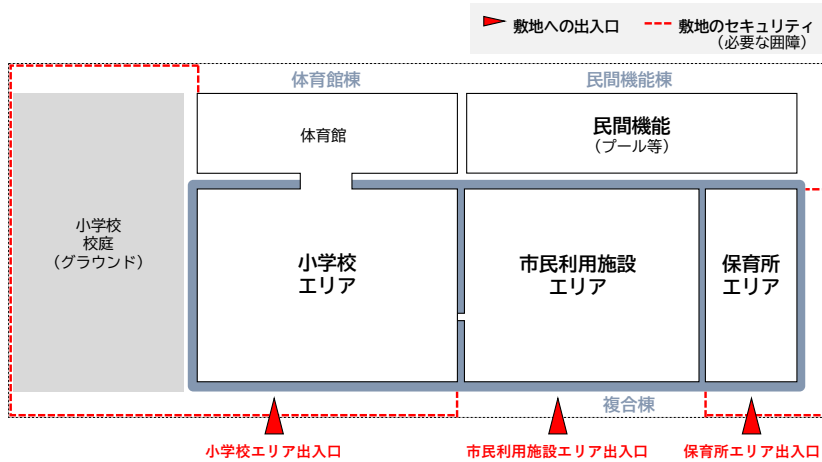 敷地への出入口
敷地のセキュリティ
（必要な囲障）
体育館棟
民間機能棟
体育館
民間機能
（プール等）
小学校
校庭
（グラウンド）
小学校
エリア
市民利用施設
エリア
保育所
エリア
複合棟
小学校エリア出入口
市民利用施設エリア出入口
保育所エリア出入口